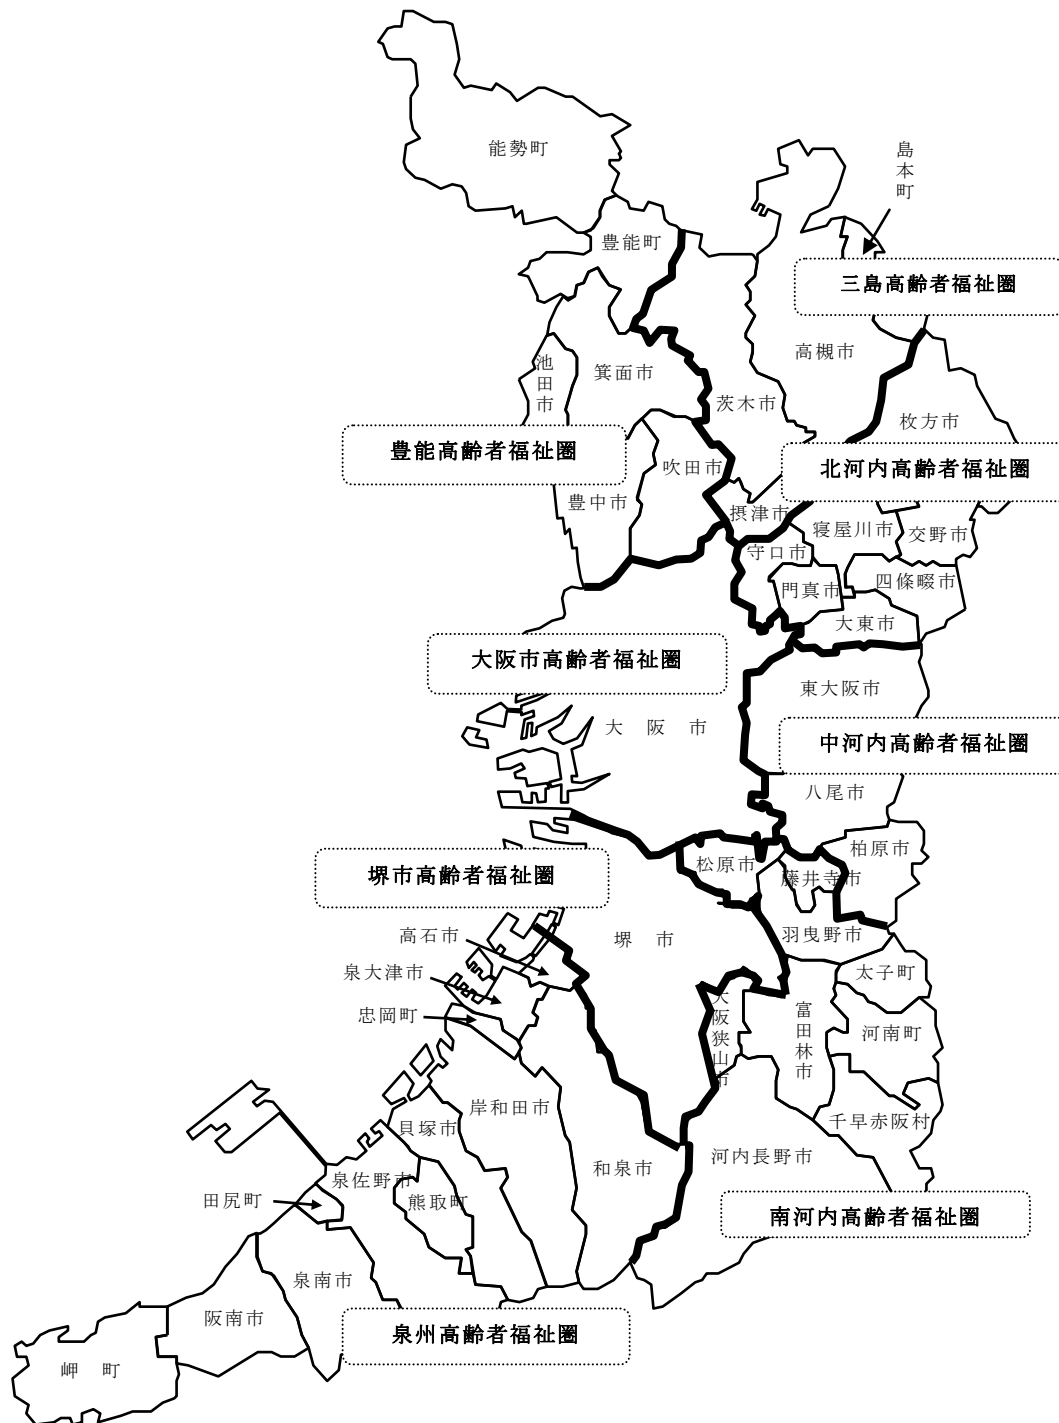 能勢町
島本町
豊能町
三島高齢者福祉圏
高槻市
池田市
箕面市
茨木市
枚方市
豊能高齢者福祉圏
吹田市
北河内高齢者福祉圏
豊中市
摂津市
寝屋川市
交野市
守口市
門真市
四條畷市
大東市
大阪市高齢者福祉圏
東大阪市
大阪市
中河内高齢者福祉圏
八尾市
柏原市
松原市
堺市高齢者福祉圏
藤井寺市
高石市
堺市
羽曳野市
泉大津市
太子町
忠岡町
大阪狭山市
富田林市
河南町
岸和田市
貝塚市
千早赤阪村
和泉市
河内長野市
泉佐野市
田尻町
熊取町
南河内高齢者福祉圏
泉南市
阪南市
泉州高齢者福祉圏
岬町